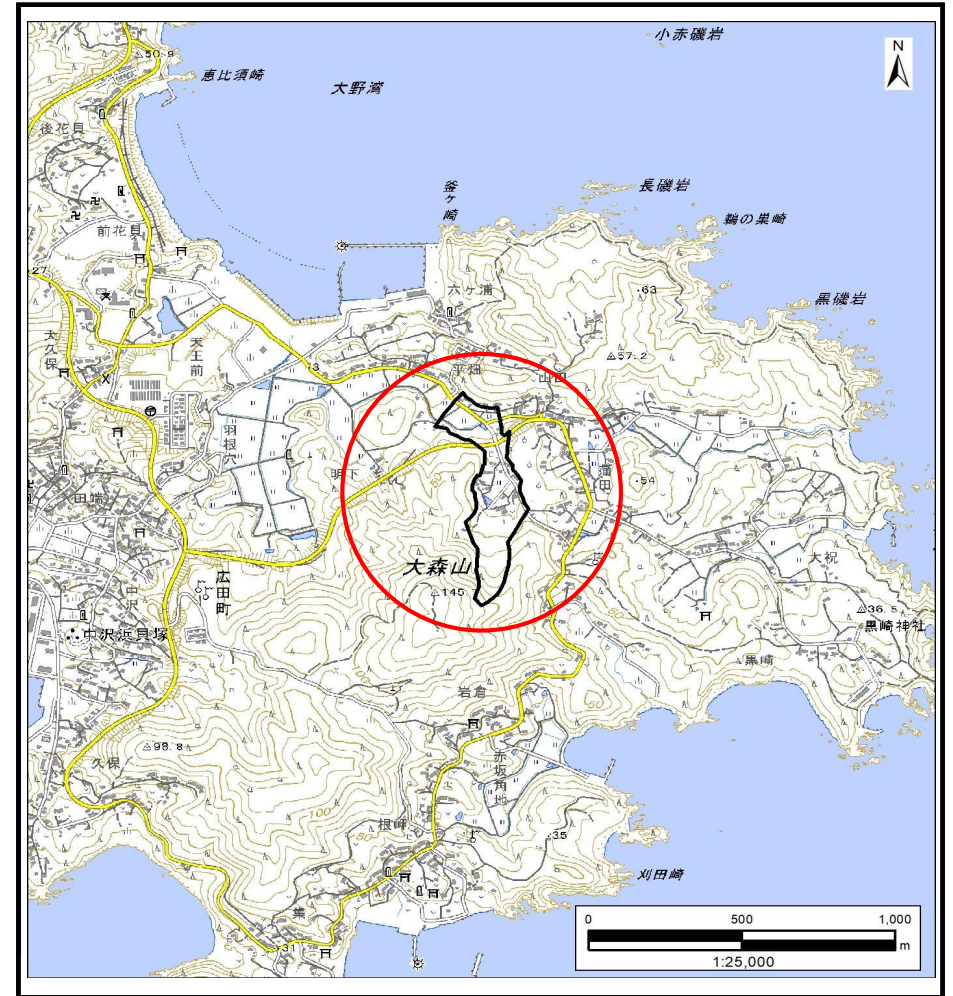 小赤磯岩
N
50.9
恵比須崎
大野湾
後花貝
釜ヶ崎
長磯岩
鵜の巣崎
前花貝
27
六ヶ浦
63
黒磯岩
大久保
天王前
3
平畑
山田
57.2
羽根穴
明下
54
田端
大森山
145
大祝
広田町
中沢
36.5
黒崎神社
中沢浜貝塚
黒崎
岩倉
50
98.8
久保
赤坂角地
100
50
根岬
35
刈田崎
集
31
0 500 1,000
m
1:25,000